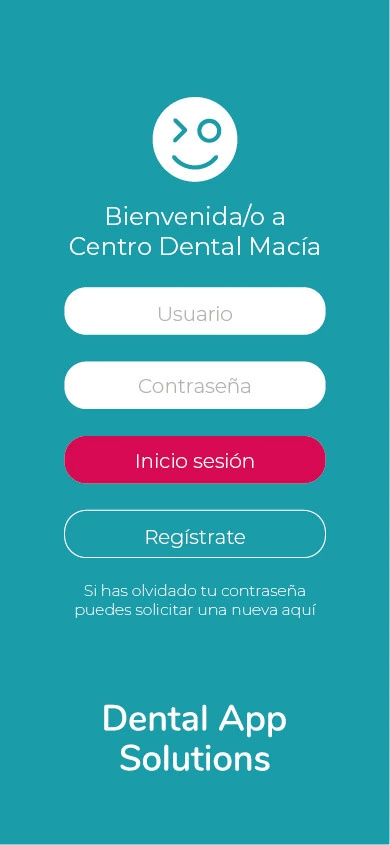 Bienvenida/o a
Centro Dental Macía
Usuario
Contraseña
Inicio sesión
Regístrate
Si has olvidado tu contraseña
puedes solicitar una nueva aquí
Dental App
Solutions